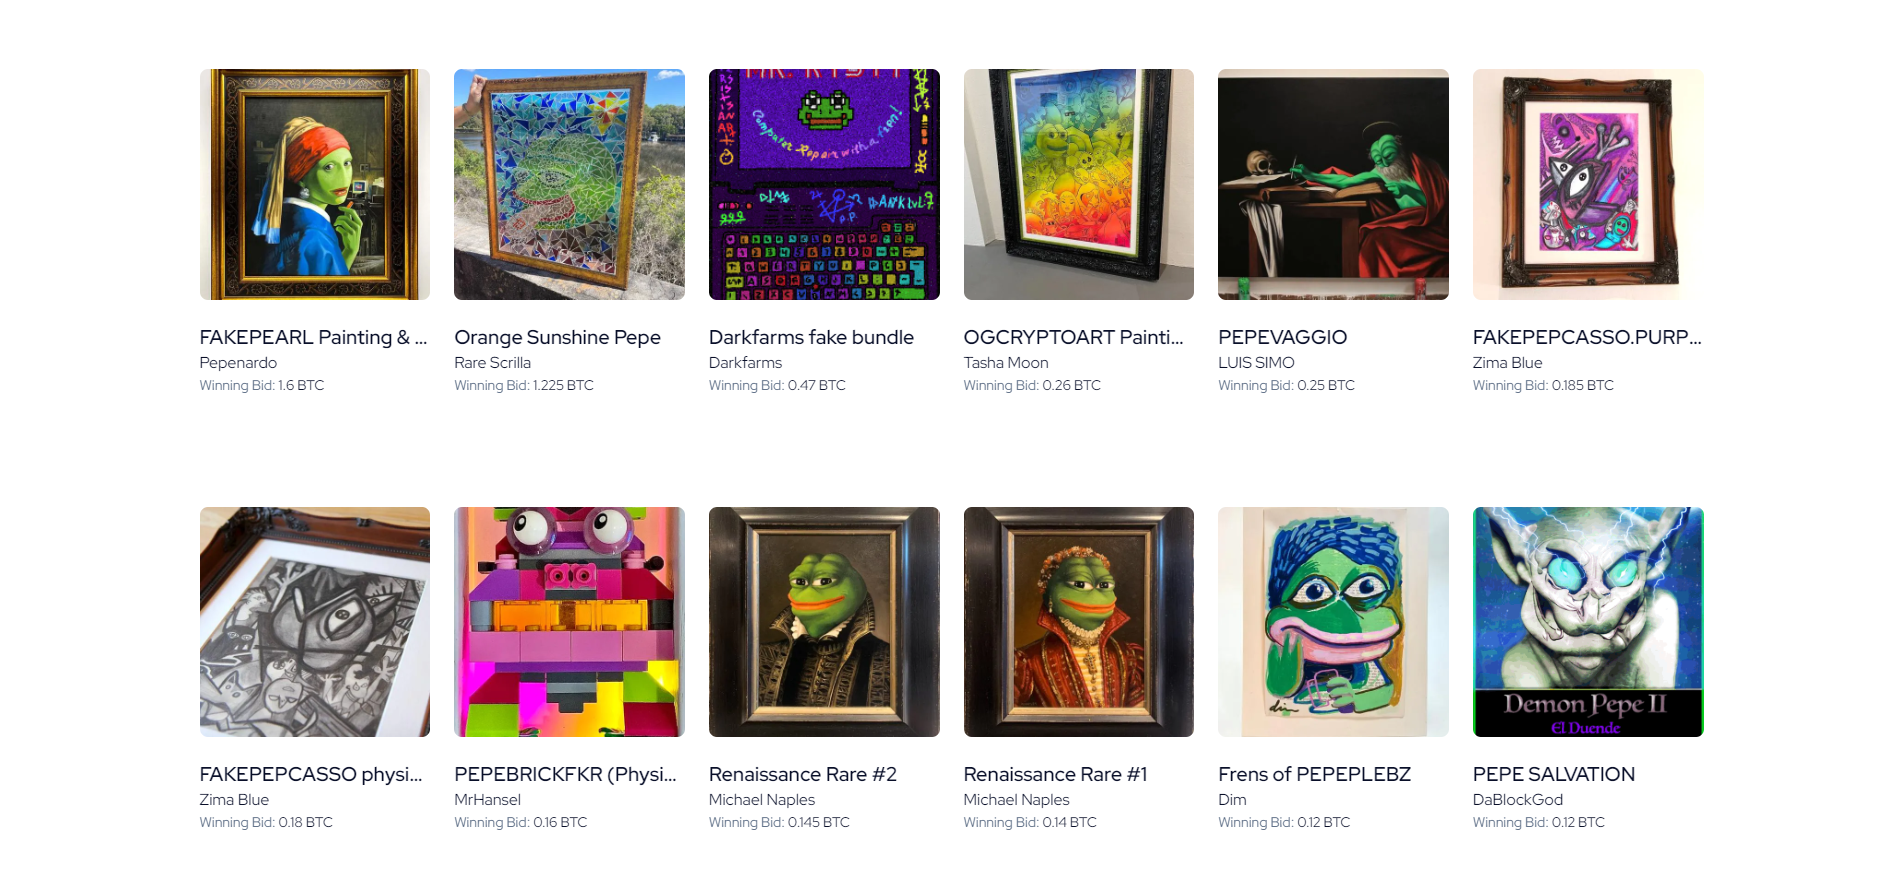 Computer Repair with a fren!
FAKEPEARL Painting & ...
Pepenardo
Winning Bid: 1.6 BTC
Orange Sunshine Pepe
Rare Scrilla
Winning Bid: 1.225 BTC
Darkfarms fake bundle
Darkfarms
Winning Bid: 0.47 BTC
OGCRYPTOART Painti...
Tasha Moon
Winning Bid: 0.26 BTC
PEPEVAGGIO
LUIS SIMO
Winning Bid: 0.25 BTC
FAKEPEPCASSO.PURP...
Zima Blue
Winning Bid: 0.185 BTC
Demon Pepe II
El Duende
FAKEPEPCASSO physi...
Zima Blue
Winning Bid: 0.18 BTC
PEPEBRICKFKR (Physi...
MrHansel
Winning Bid: 0.16 BTC
Renaissance Rare #2
Michael Naples
Winning Bid: 0.145 BTC
Renaissance Rare #1
Michael Naples
Winning Bid: 0.14 BTC
Frens of PEPEPLEBZ
Dim
Winning Bid: 0.12 BTC
PEPE SALVATION
DaBlockGod
Winning Bid: 0.12 BTC